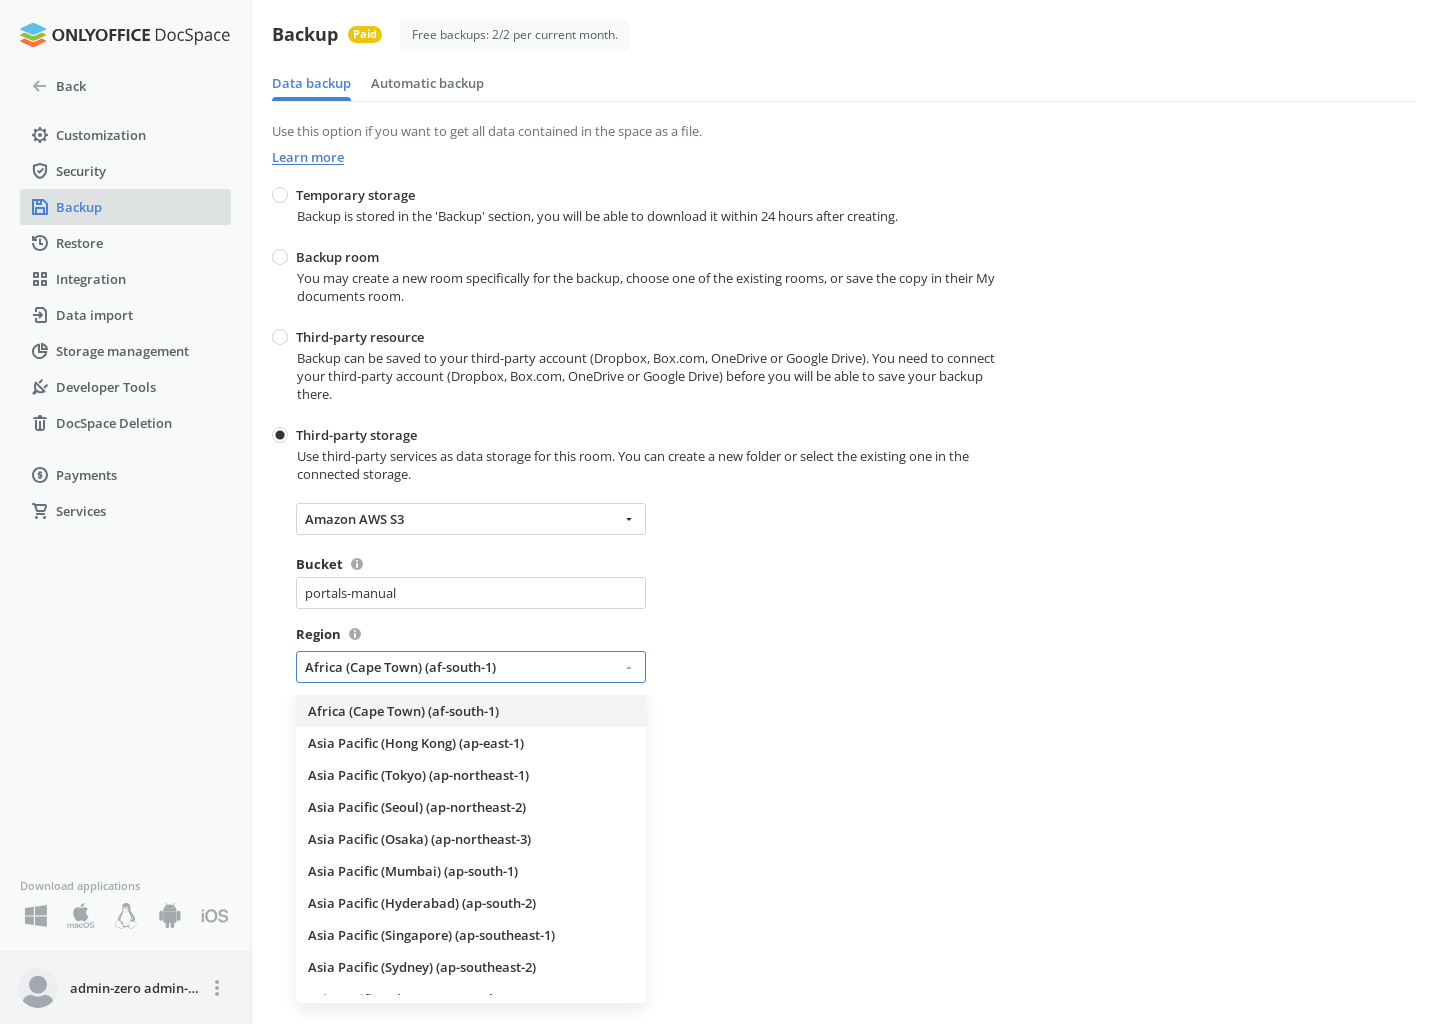 ONLYOFFICE DocSpace
Back
Customization
Security
Backup
Restore
Integration
Data import
Storage management
Developer Tools
DocSpace Deletion
Payments
Services
Download applications
macOS
iOS
admin-zero admin-...
Backup Paid Free backups: 2/2 per current month.
Data backup Automatic backup
Use this option if you want to get all data contained in the space as a file.
Learn more
Temporary storage
Backup is stored in the 'Backup' section, you will be able to download it within 24 hours after creating.
Backup room
You may create a new room specifically for the backup, choose one of the existing rooms, or save the copy in their My
documents room.
Third-party resource
Backup can be saved to your third-party account (Dropbox, Box.com, OneDrive or Google Drive). You need to connect
your third-party account (Dropbox, Box.com, OneDrive or Google Drive) before you will be able to save your backup
there.
Third-party storage
Use third-party services as data storage for this room. You can create a new folder or select the existing one in the
connected storage.
Amazon AWS S3
Bucket
portals-manual
Region
Africa (Cape Town) (af-south-1)
Africa (Cape Town) (af-south-1)
Asia Pacific (Hong Kong) (ap-east-1)
Asia Pacific (Tokyo) (ap-northeast-1)
Asia Pacific (Seoul) (ap-northeast-2)
Asia Pacific (Osaka) (ap-northeast-3)
Asia Pacific (Mumbai) (ap-south-1)
Asia Pacific (Hyderabad) (ap-south-2)
Asia Pacific (Singapore) (ap-southeast-1)
Asia Pacific (Sydney) (ap-southeast-2)